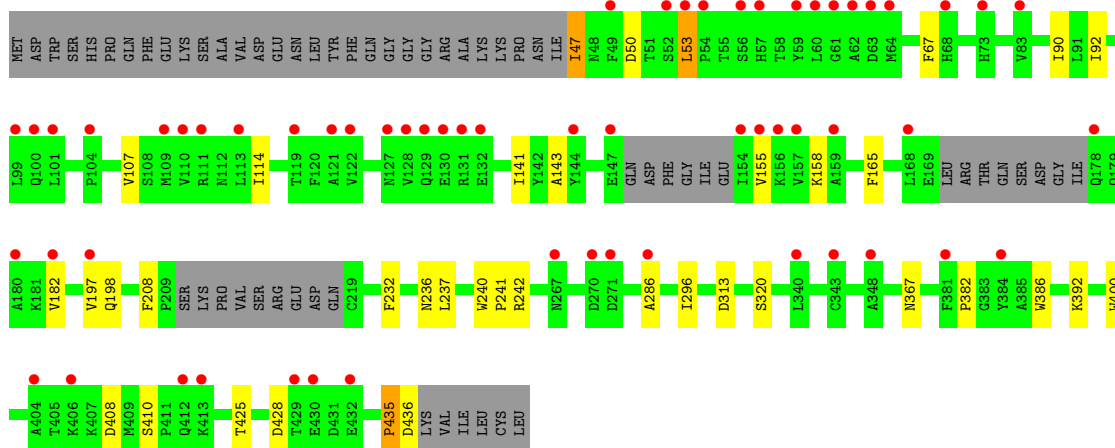 MET ASP TRP SER HIS PRO GLN PHE GLU LYS SER ALA VAL ASP GLU ASN LEU TYR PHE GLN GLY GLY GLY ARG ALA LYS LYS PRO ASN ILE I47 N48 F49 D50 T51 S52 L53 P54 T55 S56 H57 T58 Y59 L60 G61 A62 D63 M64 F67 H68 H73 V83 I90 L91 I92
L99 Q100 L101 P104 V107 S108 M109 V110 R111 N112 L113 I114 T119 F120 A121 V122 N127 V128 Q129 E130 R131 E132 I141 Y142 A143 Y144 E147 GLN ASP PHE GLY ILE GLU I154 V155 K156 V157 K158 A159 F165 L168 E169 LEU ARG THR GLN SER ASP GLY ILE Q178
A180 K181 V182 V197 Q198 F208 P209 SER LYS PRO VAL SER ARG GLU ASP GLN C219 F232 N236 L237 W240 P241 R242 N267 D270 D271 A286 I296 D313 S320 L340 C343 A348 N367 F381 P382 G383 Y384 A385 W386 K392
A404 T405 K406 K407 D408 M409 S410 P411 Q412 K413 T425 D428 T429 E430 D431 E432 P435 D436 LYS VAL ILE LEU CYS LEU